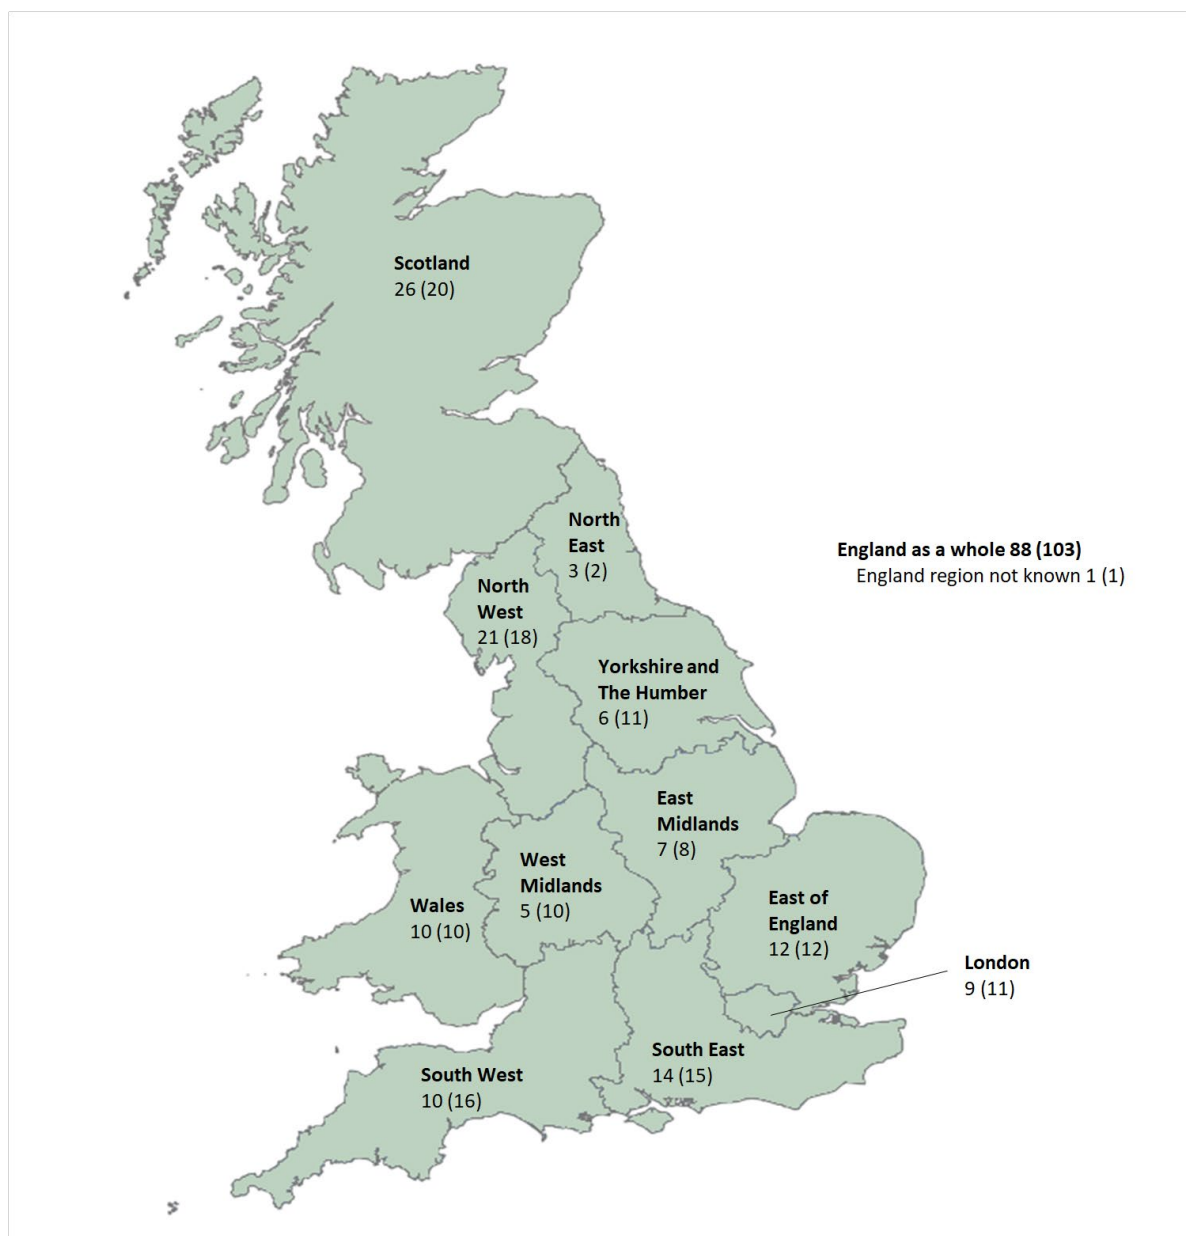 Scotland
26 (20)
North
East
3 (2)
England as a whole 88 (103)
England region not known 1 (1)
North
West
21 (18)
Yorkshire and
The Humber
6 (11)
East
Midlands
7 (8)
West
Midlands
5 (10)
Wales
10 (10)
East of
England
12 (12)
London
9 (11)
South East
14 (15)
South West
10 (16)